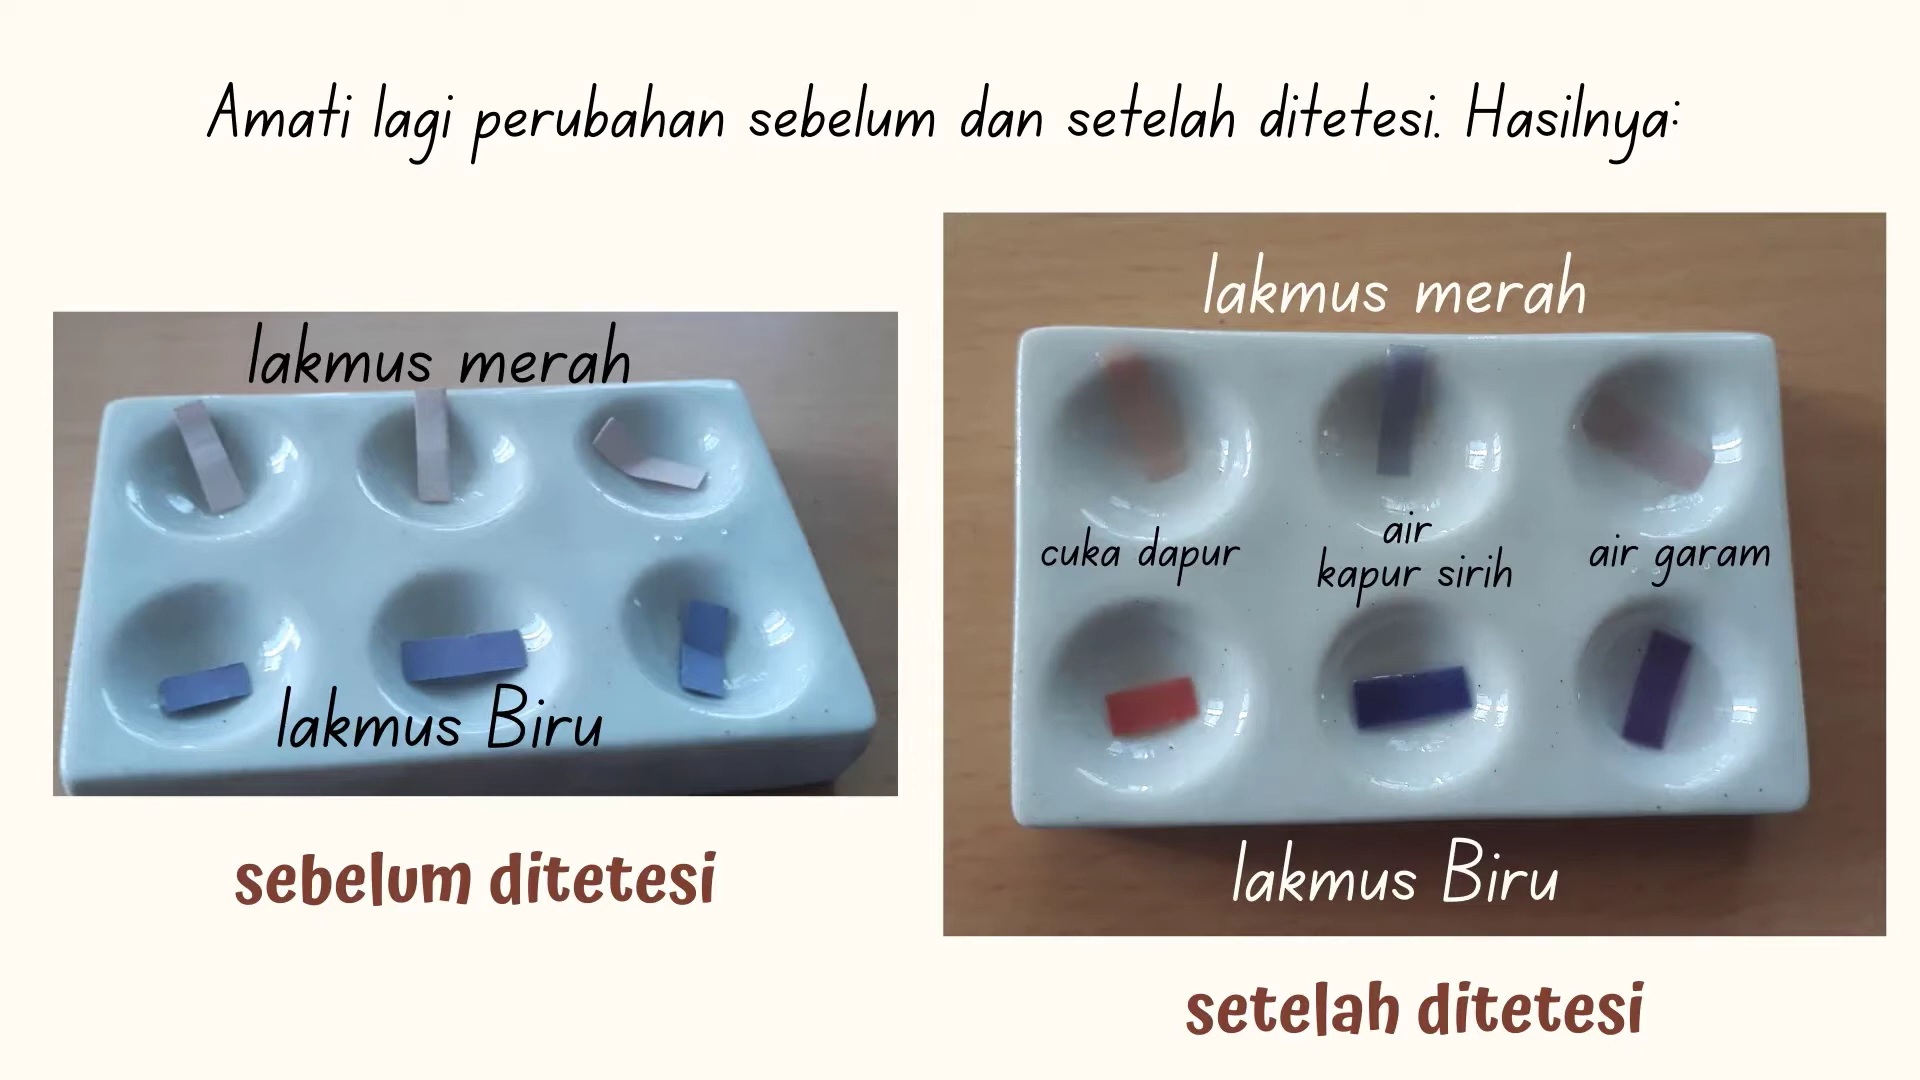 Amati lagi perubahan sebelum dan setelah ditetesi. Hasilnya:
lakmus merah
lakmus Biru
sebelum ditetesi
lakmus merah
cuka dapur
air
kapur sirih
air garam
lakmus Biru
setelah ditetesi